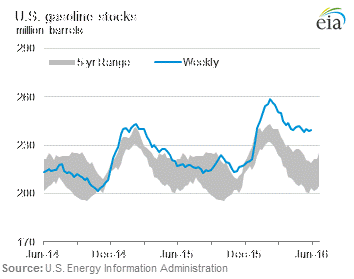 U.S. gasoline stocks
million barrels
eia
290
5-yr Range
Weekly
260
230
200
170
Jun-14
Dec-14
Jun-15
Dec-15
Jun-16
Source: U.S. Energy Information Administration